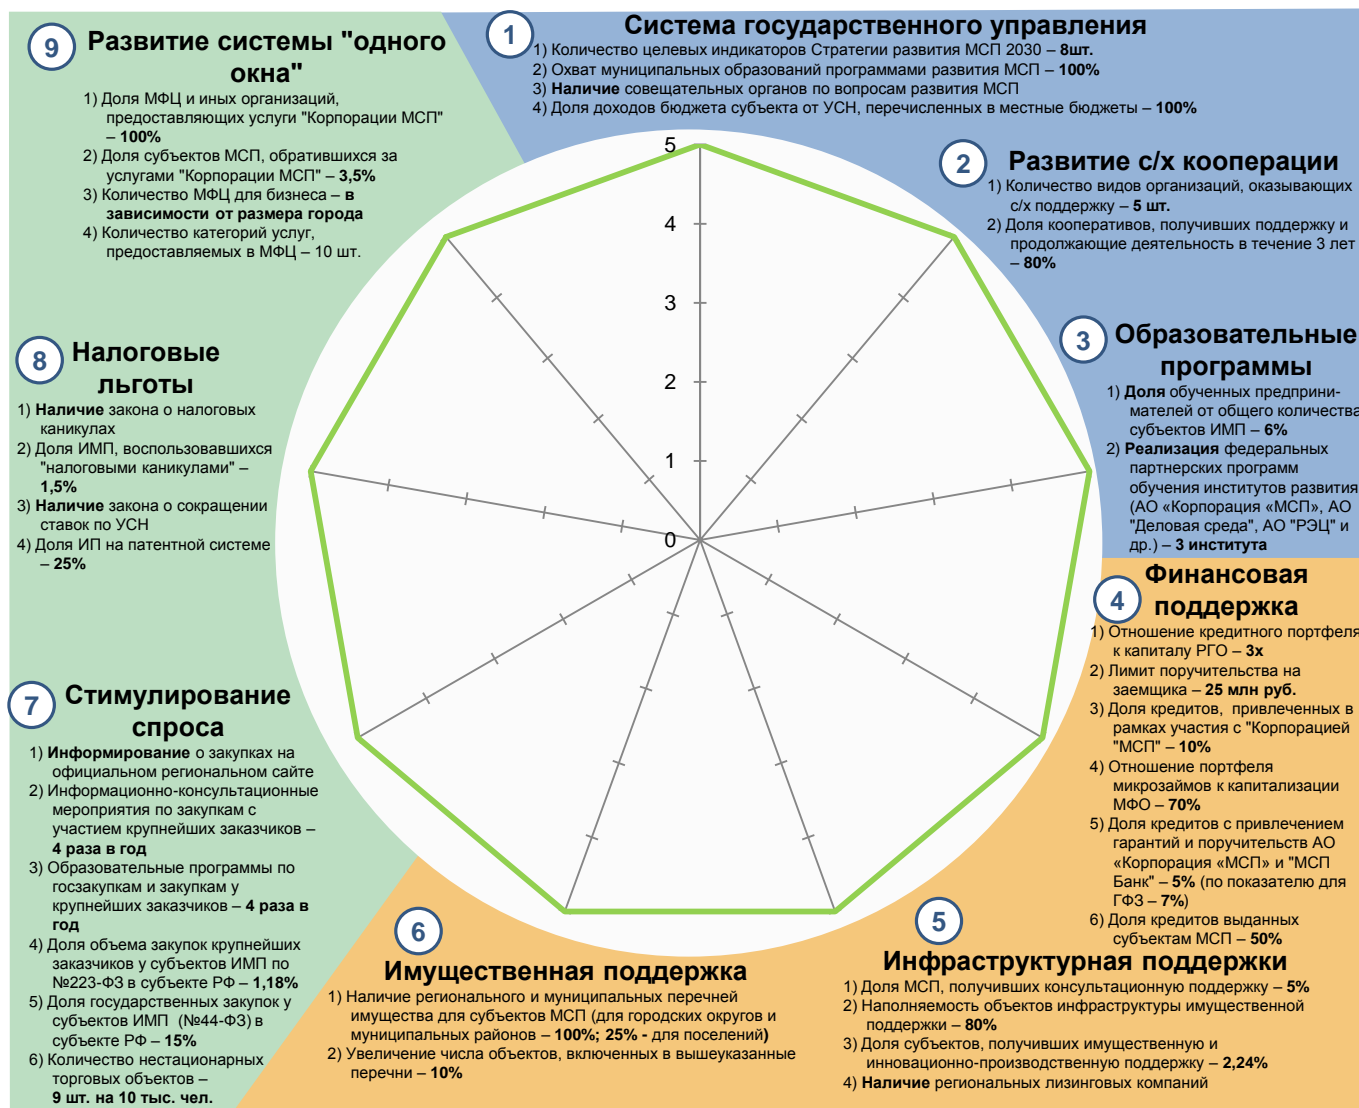 1
Система государственного управления
1) Количество целевых индикаторов Стратегии развития МСП 2030 – 8шт.
2) Охват муниципальных образований программами развития МСП – 100%
3) Наличие совещательных органов по вопросам развития МСП
4) Доля доходов бюджета субъекта от УСН, перечисленных в местные бюджеты – 100%
2
Развитие с/х кооперации
1) Количество видов организаций, оказывающих
с/х поддержку – 5 шт.
2) Доля кооперативов, получивших поддержку и
продолжающие деятельность в течение 3 лет
– 80%
3
Образовательные
программы
1) Доля обученных предприни-
мателей от общего количества
субъектов ИМП – 6%
2) Реализация федеральных
партнерских программ
обучения институтов развития
(АО «Корпорация «МСП», АО
"Деловая среда", АО "РЭЦ" и
др.) – 3 института
4
Финансовая
поддержка
1) Отношение кредитного портфеля
к капиталу РГО – 3х
2) Лимит поручительства на
заемщика – 25 млн руб.
3) Доля кредитов, привлеченных в
рамках участия с "Корпорацией
"МСП" – 10%
4) Отношение портфеля
микрозаймов к капитализации
МФО – 70%
5) Доля кредитов с привлечением
гарантий и поручительств АО
«Корпорация «МСП» и "МСП
Банк" – 5% (по показателю для
ГФЗ – 7%)
6) Доля кредитов выданных
субъектам МСП – 50%
5
Инфраструктурная поддержки
1) Доля МСП, получивших консультационную поддержку – 5%
2) Наполняемость объектов инфраструктуры имущественной
поддержки – 80%
3) Доля субъектов, получивших имущественную и
инновационно-производственную поддержку – 2,24%
4) Наличие региональных лизинговых компаний
6
Имущественная поддержка
1) Наличие регионального и муниципальных перечней
имущества для субъектов МСП (для городских округов и
муниципальных районов – 100%; 25% - для поселений)
2) Увеличение числа объектов, включенных в вышеуказанные
перечни – 10%
7
Стимулирование
спроса
1) Информирование о закупках на
официальном региональном сайте
2) Информационно-консультационные
мероприятия по закупкам с
участием крупнейших заказчиков –
4 раза в год
3) Образовательные программы по
госзакупкам и закупкам у
крупнейших заказчиков – 4 раза в
год
4) Доля объема закупок крупнейших
заказчиков у субъектов ИМП по
№223-ФЗ в субъекте РФ – 1,18%
5) Доля государственных закупок у
субъектов ИМП (№44-ФЗ) в
субъекте РФ – 15%
6) Количество нестационарных
торговых объектов –
9 шт. на 10 тыс. чел.
8
Налоговые
льготы
1) Наличие закона о налоговых
каникулах
2) Доля ИМП, воспользовавшихся
"налоговыми каникулами" –
1,5%
3) Наличие закона о сокращении
ставок по УСН
4) Доля ИП на патентной системе
– 25%
9
Развитие системы "одного
окна"
1) Доля МФЦ и иных организаций,
предоставляющих услуги "Корпорации МСП"
– 100%
2) Доля субъектов МСП, обратившихся за
услугами "Корпорации МСП" – 3,5%
3) Количество МФЦ для бизнеса – в
зависимости от размера города
4) Количество категорий услуг,
предоставляемых в МФЦ – 10 шт.
5
4
3
2
1
0